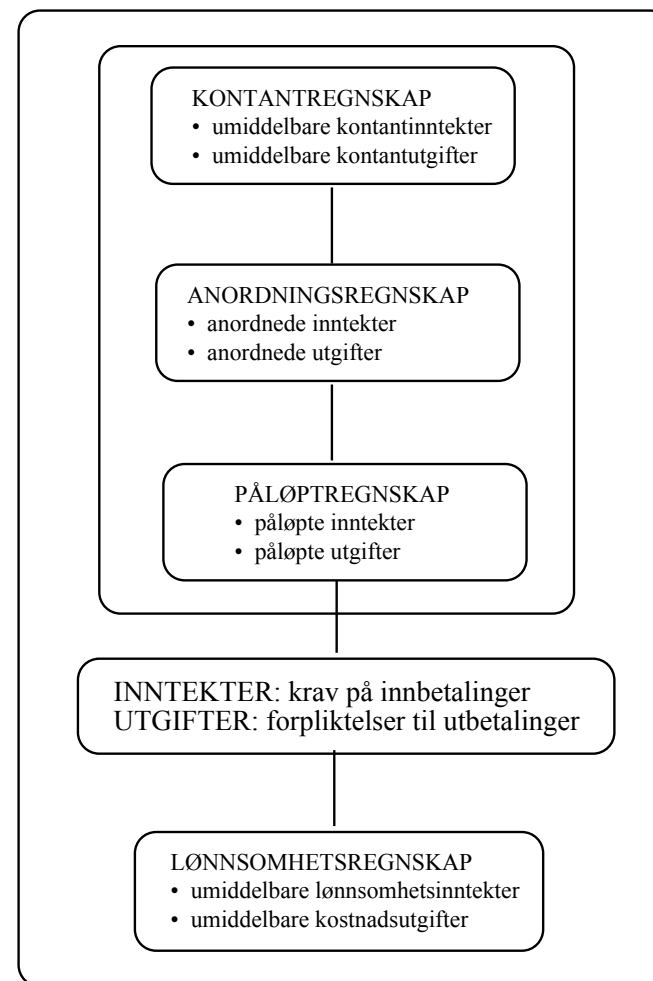 KONTANTREGNSKAP
• umiddelbare kontantinntekter
• umiddelbare kontantutgifter
ANORDNINGSREGNSKAP
• anordnede inntekter
• anordnede utgifter
PÅLØPTREGNSKAP
• påløpte inntekter
• påløpte utgifter
INNTEKTER: krav på innbetalinger
UTGIFTER: forpliktelser til utbetalinger
LØNNSOMHETSREGNSKAP
• umiddelbare lønnsomhetsinntekter
• umiddelbare kostnadsutgifter